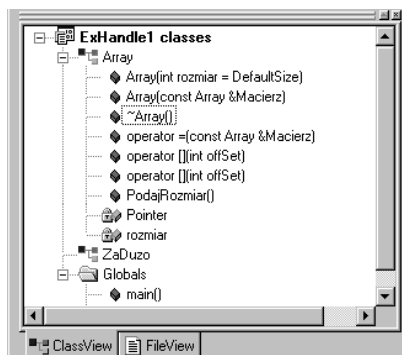 ExHandle1 classes
Array
Array(int rozmiar = DefaultSize)
Array(const Array &Macierz)
~Array()
operator =(const Array &Macierz)
operator [](int offSet)
operator [](int offSet)
PodajRozmiar()
Pointer
rozmiar
ZaDuzo
Globals
main()
ClassView FileView